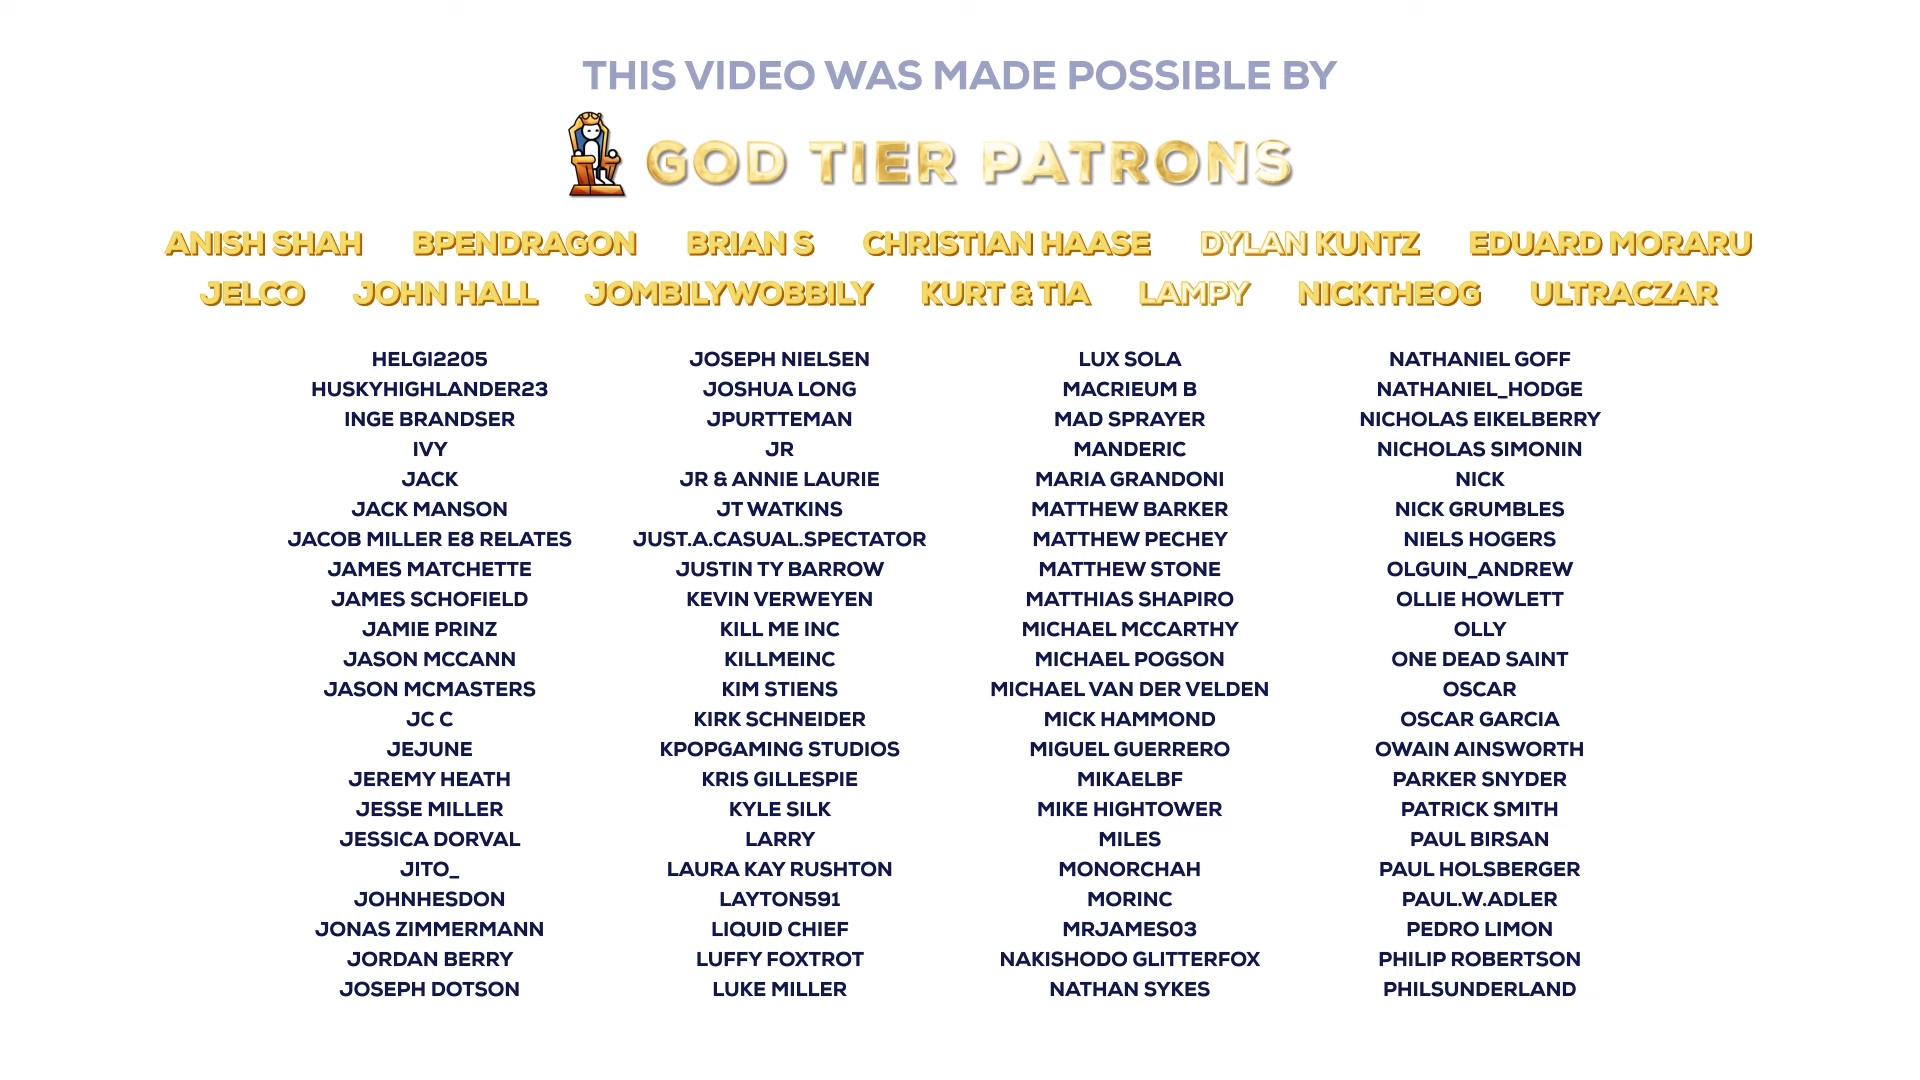 THIS VIDEO WAS MADE POSSIBLE BY
GOD TIER PATRONS
ANISH SHAH BPENDRAGON BRIAN S CHRISTIAN HAASE DYLAN KUNTZ EDUARD MORARU
JELCO JOHN HALL JOMBILYWOBBILY KURT & TIA LAMPY NICKTHEOG ULTRACZAR
HELGI2205
HUSKYHIGHLANDER23
INGE BRANDSER
IVY
JACK
JACK MANSON
JACOB MILLER E8 RELATES
JAMES MATCHETTE
JAMES SCHOFIELD
JAMIE PRINZ
JASON MCCANN
JASON MCMASTERS
JC C
JEJUNE
JEREMY HEATH
JESSE MILLER
JESSICA DORVAL
JITO_
JOHNHESDON
JONAS ZIMMERMANN
JORDAN BERRY
JOSEPH DOTSON
JOSEPH NIELSEN
JOSHUA LONG
JPURTTEMAN
JR
JR & ANNIE LAURIE
JT WATKINS
JUST.A.CASUAL.SPECTATOR
JUSTIN TY BARROW
KEVIN VERWEYEN
KILL ME INC
KILLMEINC
KIM STIENS
KIRK SCHNEIDER
KPOPGAMING STUDIOS
KRIS GILLESPIE
KYLE SILK
LARRY
LAURA KAY RUSHTON
LAYTON591
LIQUID CHIEF
LUFFY FOXTROT
LUKE MILLER
LUX SOLA
MACRIEUM B
MAD SPRAYER
MANDERIC
MARIA GRANDONI
MATTHEW BARKER
MATTHEW PECHEY
MATTHEW STONE
MATTHIAS SHAPIRO
MICHAEL MCCARTHY
MICHAEL POGSON
MICHAEL VAN DER VELDEN
MICK HAMMOND
MIGUEL GUERRERO
MIKAELBF
MIKE HIGHTOWER
MILES
MONORCHAH
MORINC
MRJAMES03
NAKISHODO GLITTERFOX
NATHAN SYKES
NATHANIEL GOFF
NATHANIEL_HODGE
NICHOLAS EIKELBERRY
NICHOLAS SIMONIN
NICK
NICK GRUMBLES
NIELS HOGERS
OLGUIN_ANDREW
OLLIE HOWLETT
OLLY
ONE DEAD SAINT
OSCAR
OSCAR GARCIA
OWAIN AINSWORTH
PARKER SNYDER
PATRICK SMITH
PAUL BIRSAN
PAUL HOLSBERGER
PAUL.W.ADLER
PEDRO LIMON
PHILIP ROBERTSON
PHILSUNDERLAND